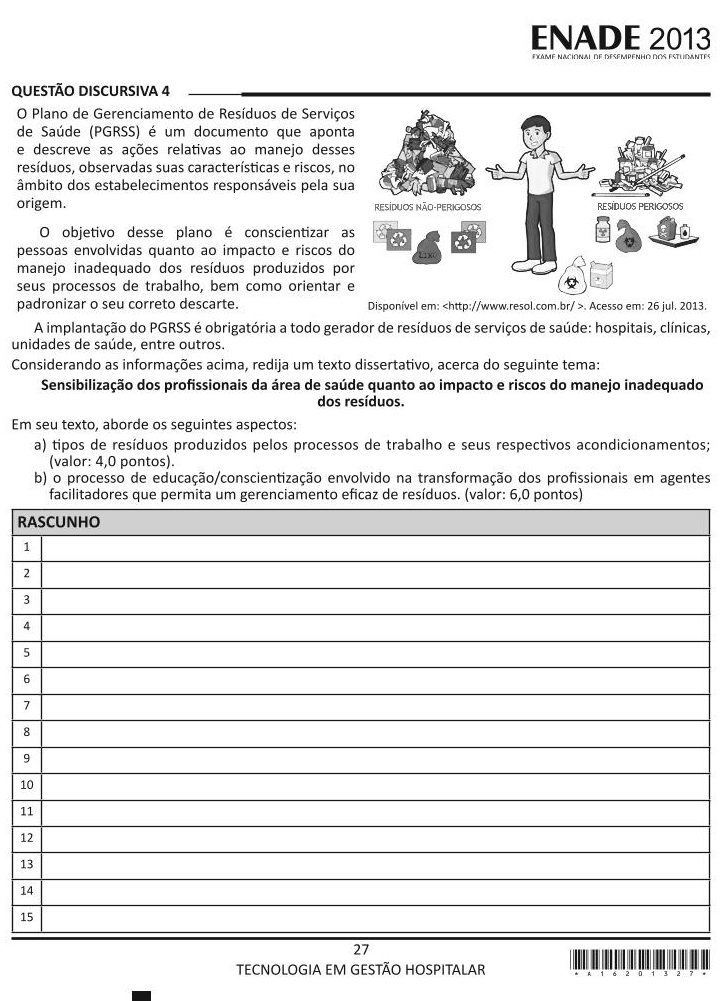 ENADE 2013
EXAME NACIONAL DE DESEMPENHO DOS ESTUDANTES
QUESTÃO DISCURSIVA 4
O Plano de Gerenciamento de Resíduos de Serviços
de Saúde (PGRSS) é um documento que aponta
e descreve as ações relativas ao manejo desses
resíduos, observadas suas características e riscos, no
âmbito dos estabelecimentos responsáveis pela sua
origem.
O objetivo desse plano é conscientizar as
pessoas envolvidas quanto ao impacto e riscos do
manejo inadequado dos resíduos produzidos por
seus processos de trabalho, bem como orientar e
padronizar o seu correto descarte.
RESÍDUOS NÃO-PERIGOSOS
RESÍDUOS PERIGOSOS
LIXO
Disponível em: <http://www.resol.com.br/ >. Acesso em: 26 jul. 2013.
A implantação do PGRSS é obrigatória a todo gerador de resíduos de serviços de saúde: hospitais, clínicas,
unidades de saúde, entre outros.
Considerando as informações acima, redija um texto dissertativo, acerca do seguinte tema:
Sensibilização dos profissionais da área de saúde quanto ao impacto e riscos do manejo inadequado
dos resíduos.
Em seu texto, aborde os seguintes aspectos:
a) tipos de resíduos produzidos pelos processos de trabalho e seus respectivos acondicionamentos;
(valor: 4,0 pontos).
b) o processo de educação/conscientização envolvido na transformação dos profissionais em agentes
facilitadores que permita um gerenciamento eficaz de resíduos. (valor: 6,0 pontos)
RASCUNHO
1
2
3
4
5
6
7
8
9
10
11
12
13
14
15
27
TECNOLOGIA EM GESTÃO HOSPITALAR
* A 1 6 2 0 1 3 2 7 *